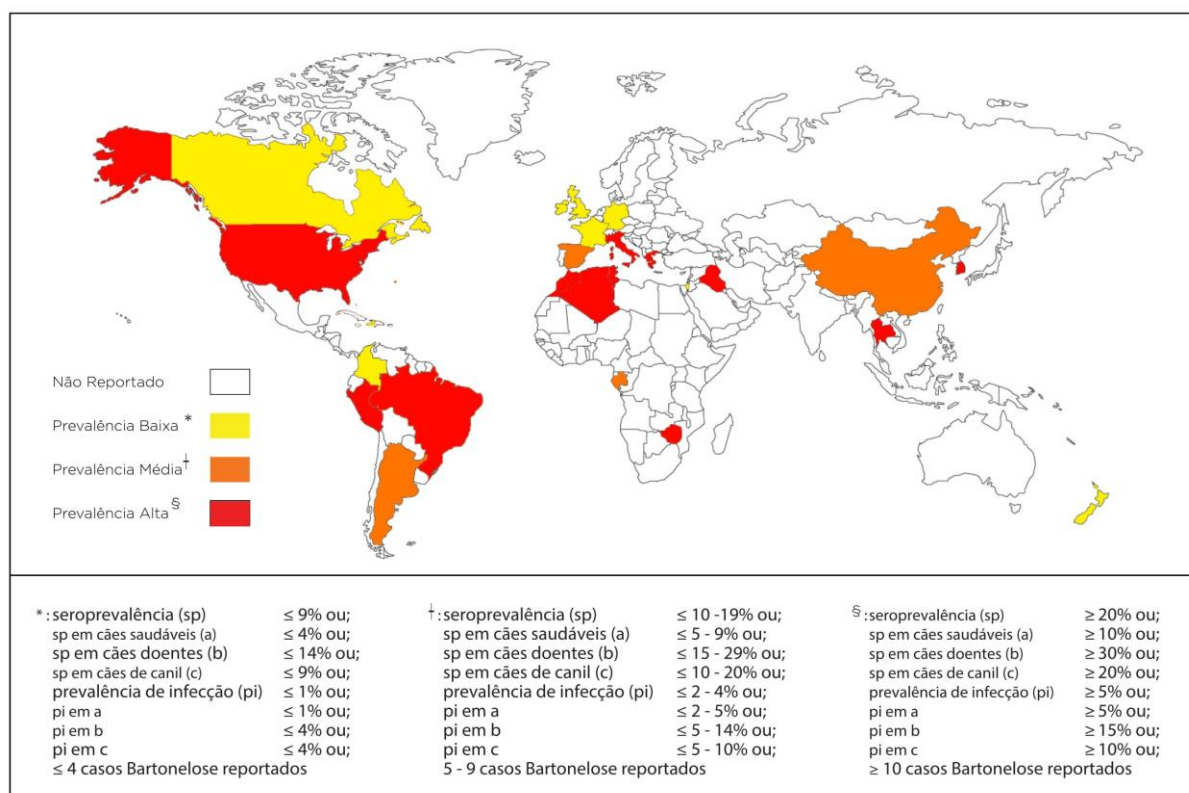 Não Reportado
Prevalência Baixa *
Prevalência Média ‡
Prevalência Alta §
* : seroprevalência (sp) ≤ 9% ou;
sp em cães saudáveis (a) ≤ 4% ou;
sp em cães doentes (b) ≤ 14% ou;
sp em cães de canil (c) ≤ 9% ou;
prevalência de infecção (pi) ≤ 1% ou;
pi em a ≤ 1% ou;
pi em b ≤ 4% ou;
pi em c ≤ 4% ou;
≤ 4 casos Bartonelose reportados
‡ : seroprevalência (sp) ≤ 10 -19% ou;
sp em cães saudáveis (a) ≤ 5 - 9% ou;
sp em cães doentes (b) ≤ 15 - 29% ou;
sp em cães de canil (c) ≤ 10 - 20% ou;
prevalência de infecção (pi) ≤ 2 - 4% ou;
pi em a ≤ 2 - 5% ou;
pi em b ≤ 5 - 14% ou;
pi em c ≤ 5 - 10% ou;
5 - 9 casos Bartonelose reportados
§ : seroprevalência (sp) ≥ 20% ou;
sp em cães saudáveis (a) ≥ 10% ou;
sp em cães doentes (b) ≥ 30% ou;
sp em cães de canil (c) ≥ 20% ou;
prevalência de infecção (pi) ≥ 5% ou;
pi em a ≥ 5% ou;
pi em b ≥ 15% ou;
pi em c ≥ 10% ou;
≥ 10 casos Bartonelose reportados